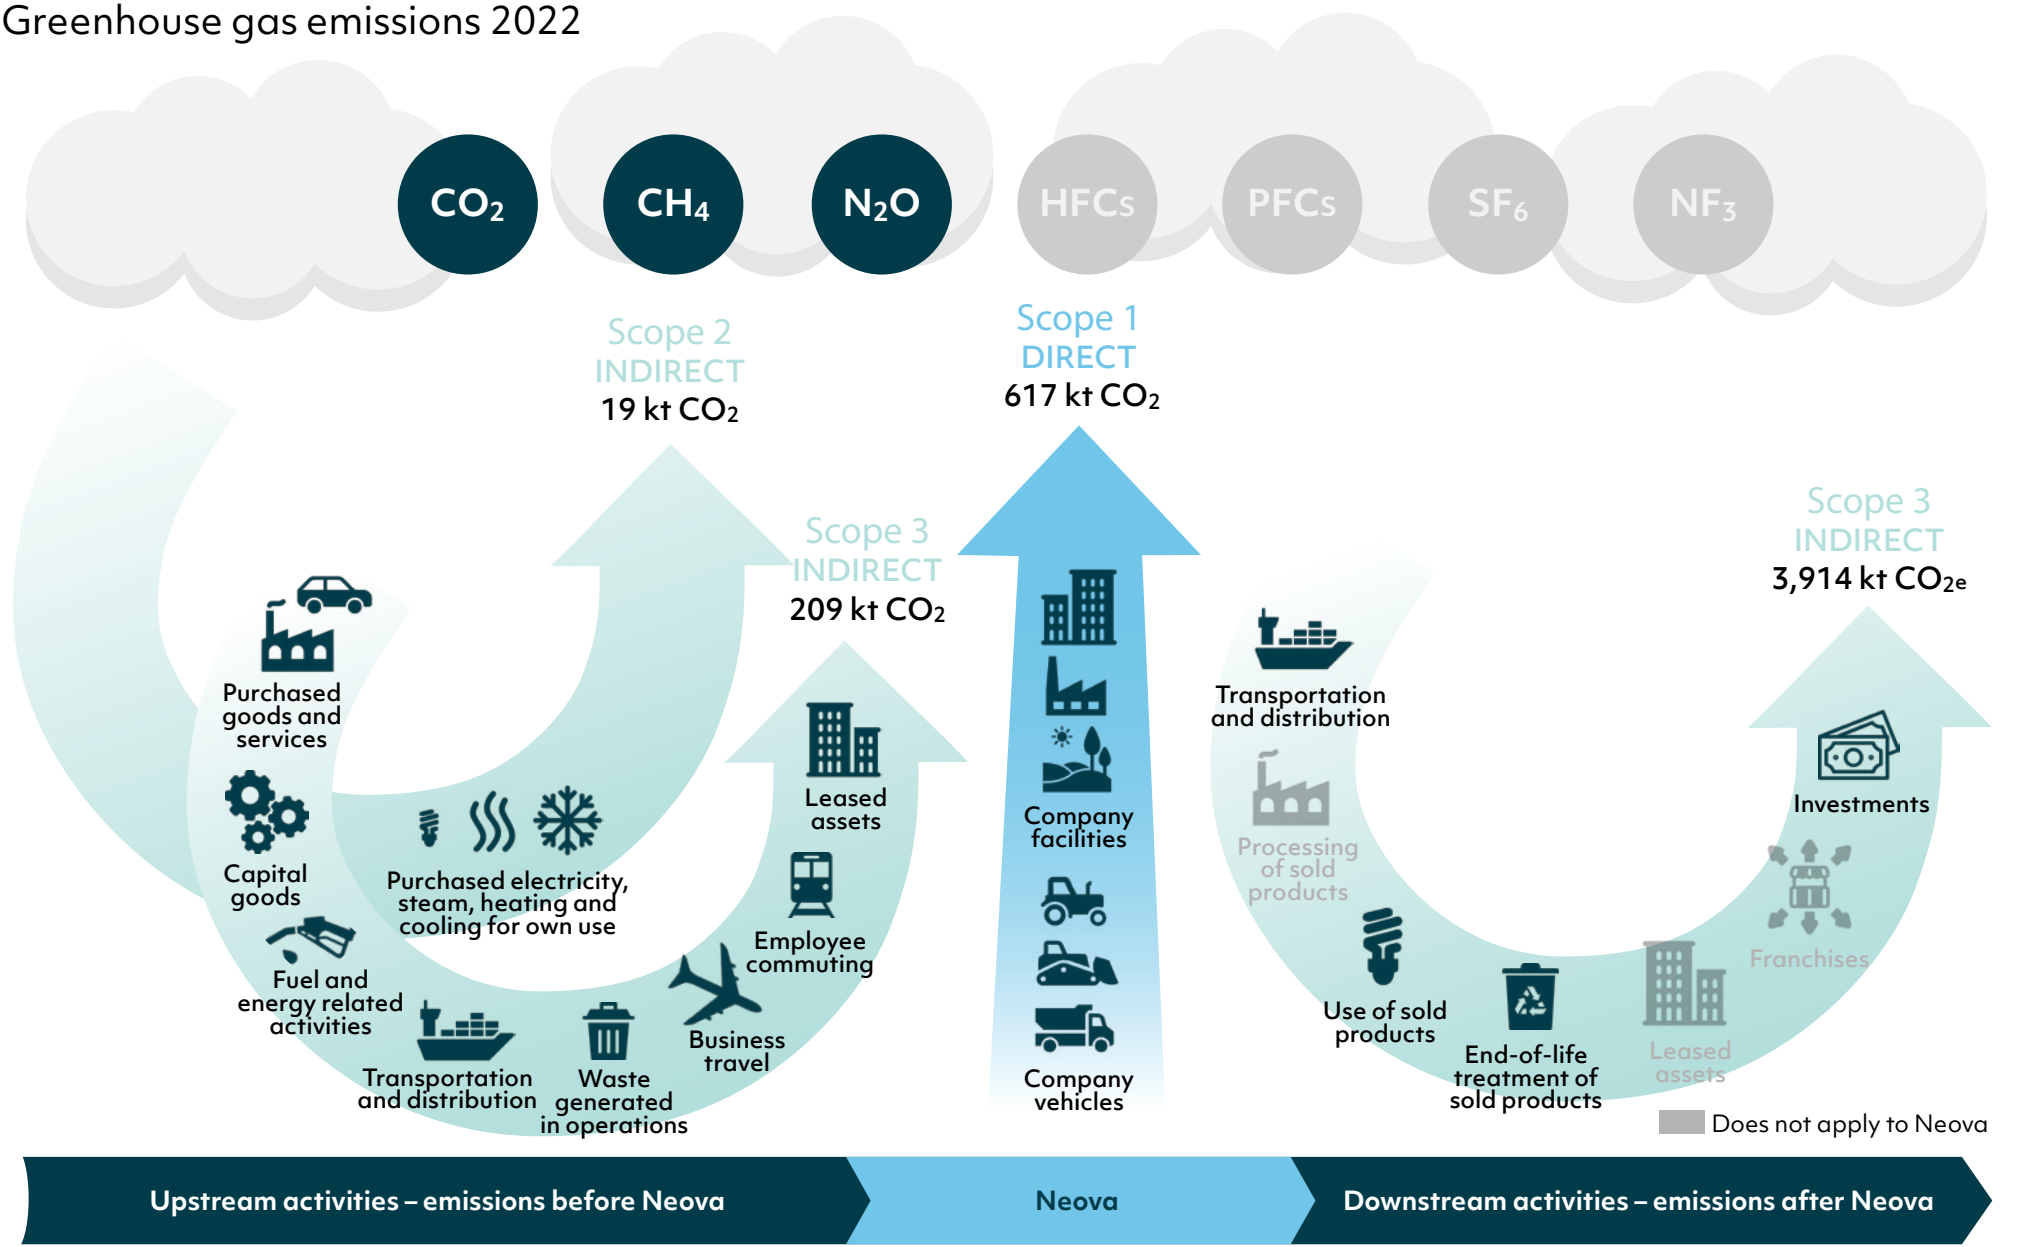 Greenhouse gas emissions 2022
CO₂
CH₄
N₂O
HFCs
PFCs
SF₆
NF₃
Scope 2
INDIRECT
19 kt CO₂
Scope 1
DIRECT
617 kt CO₂
Scope 3
INDIRECT
209 kt CO₂
Scope 3
INDIRECT
3,914 kt CO₂e
Purchased
goods and
services
Capital
goods
Fuel and
energy related
activities
Transportation
and distribution
Waste
generated
in operations
Business
travel
Employee
commuting
Leased
assets
Purchased electricity,
steam, heating and
cooling for own use
Company
facilities
Company
vehicles
Transportation
and distribution
Processing
of sold
products
Use of sold
products
End-of-life
treatment of
sold products
Leased
assets
Franchises
Investments
Does not apply to Neova
Upstream activities – emissions before Neova
Neova
Downstream activities – emissions after Neova